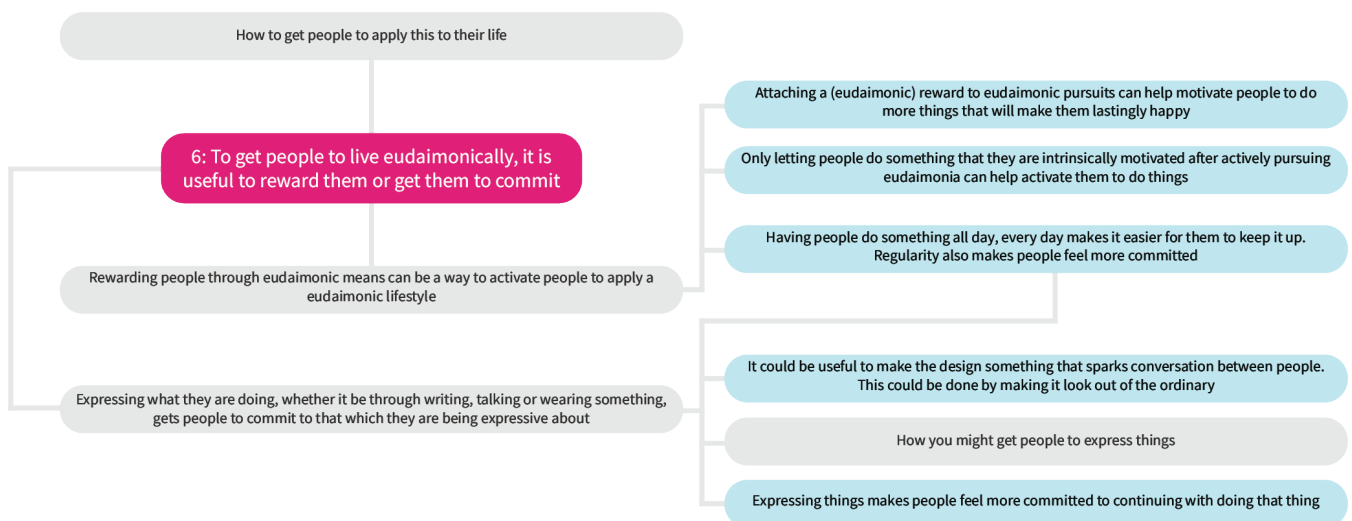 How to get people to apply this to their life
6: To get people to live eudaimonically, it is
useful to reward them or get them to commit
Rewarding people through eudaimonic means can be a way to activate people to apply a
eudaimonic lifestyle
Expressing what they are doing, whether it be through writing, talking or wearing something,
gets people to commit to that which they are being expressive about
Attaching a (eudaimonic) reward to eudaimonic pursuits can help motivate people to do
more things that will make them lastingly happy
Only letting people do something that they are intrinsically motivated after actively pursuing
eudaimonia can help activate them to do things
Having people do something all day, every day makes it easier for them to keep it up.
Regularity also makes people feel more committed
It could be useful to make the design something that sparks conversation between people.
This could be done by making it look out of the ordinary
How you might get people to express things
Expressing things makes people feel more committed to continuing with doing that thing